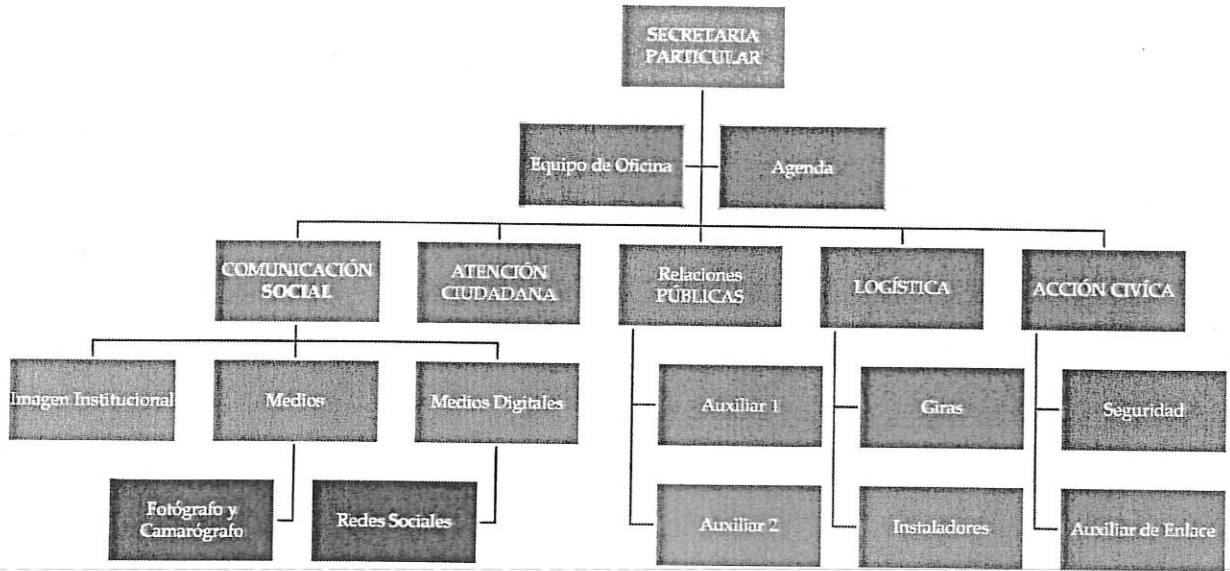 SECRETARIA
PARTICULAR
Equipo de Oficina
Agenda
COMUNICACIÓN
SOCIAL
ATENCIÓN
CIUDADANA
Relaciones
PÚBLICAS
LOGÍSTICA
ACCIÓN CIVÍCA
Imagen Institucional
Medios
Medios Digitales
Auxiliar 1
Giras
Seguridad
Fotógrafo y
Camarógrafo
Redes Sociales
Auxiliar 2
Instaladores
Auxiliar de Enlace